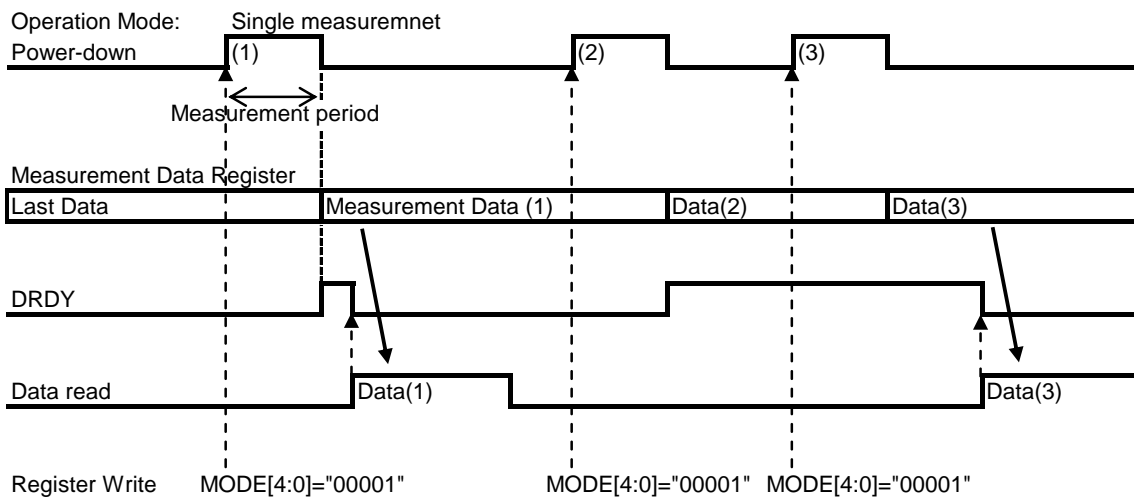 Operation Mode: Single measuremnet
Power-down (1) (2) (3)
Measurement period
Measurement Data Register
Last Data Measurement Data (1) Data(2) Data(3)
DRDY
Data read Data(1) Data(3)
Register Write MODE[4:0]="00001" MODE[4:0]="00001" MODE[4:0]="00001"